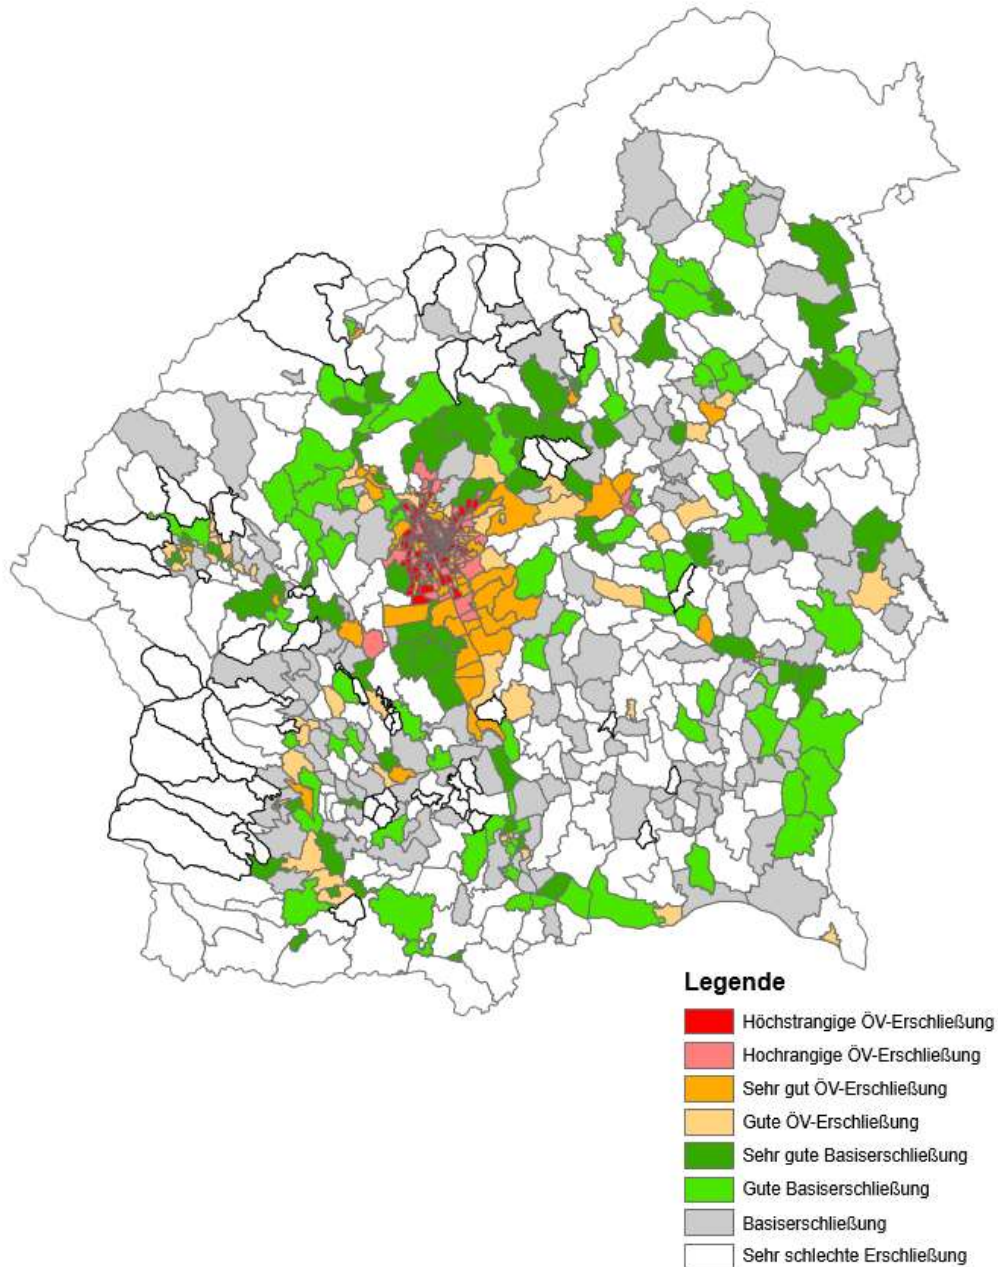 Legende
Höchstrangige ÖV-Erschließung
Hochrangige ÖV-Erschließung
Sehr gut ÖV-Erschließung
Gute ÖV-Erschließung
Sehr gute Basiserschließung
Gute Basiserschließung
Basiserschließung
Sehr schlechte Erschließung